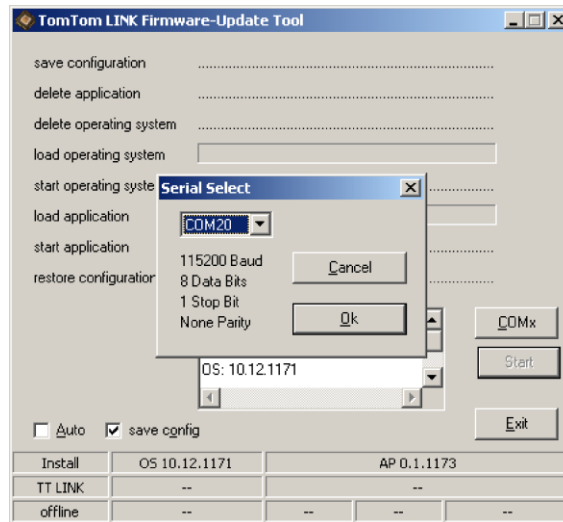 TomTom LINK Firmware-Update Tool
save configuration
delete application
delete operating system
load operating system
start operating syste
load application
start application
restore configuration
Serial Select
COM20
115200 Baud
8 Data Bits
1 Stop Bit
None Parity
Cancel
Ok
OS: 10.12.1171
COMx
Start
Exit
Auto save config
Install OS 10.12.1171 AP 0.1.1173
TT LINK -- --
offline -- -- -- --